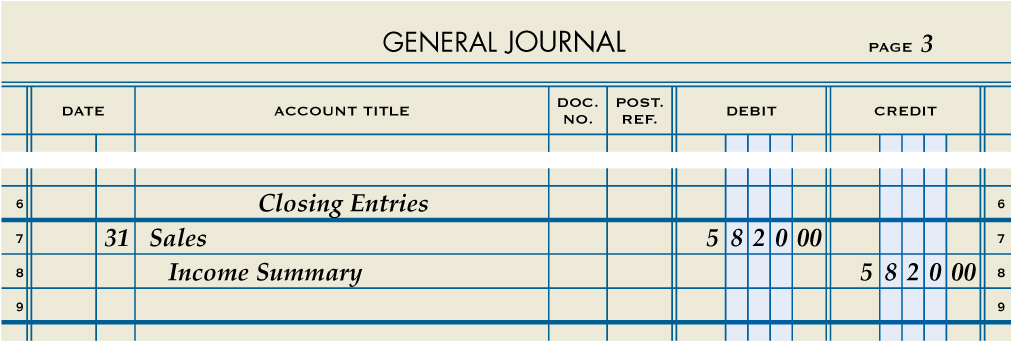 GENERAL JOURNAL PAGE 3
DATE ACCOUNT TITLE DOC. NO. POST. REF. DEBIT CREDIT
6 Closing Entries 6
7 31 Sales 5 8 2 0 00 7
8 Income Summary 5 8 2 0 00 8
9 9